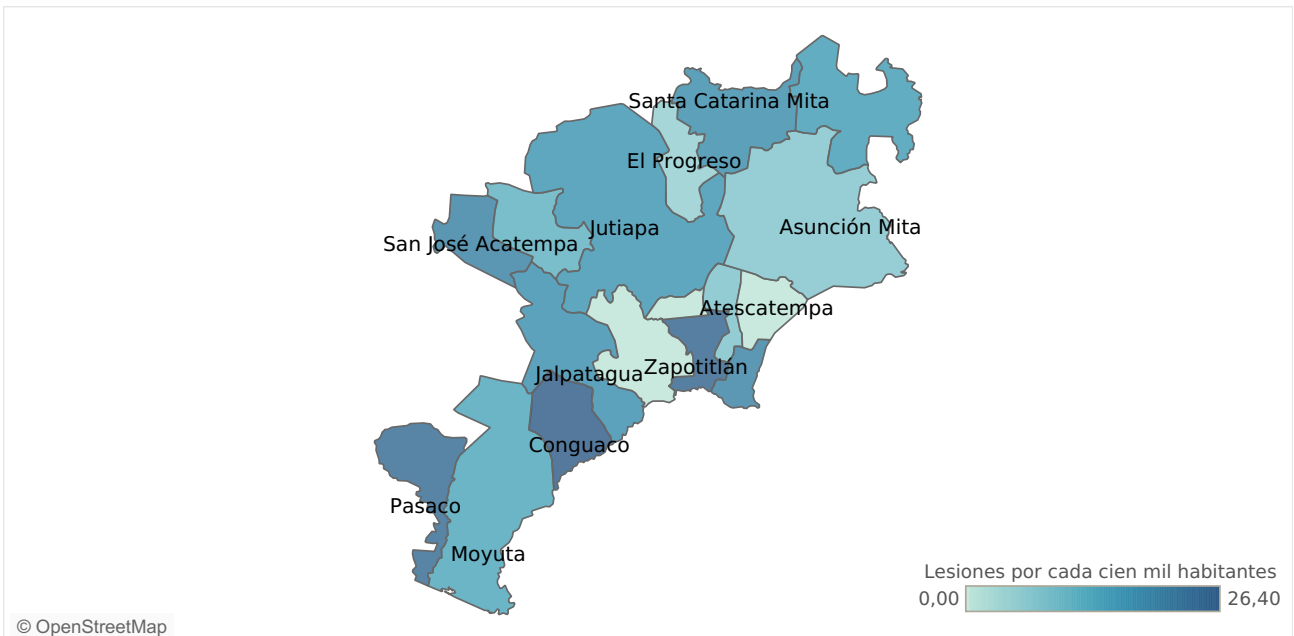 Santa Catarina Mita
El Progreso
Jutiapa
Asunción Mita
San José Acatempa
Atescatempa
Zapotitlán
Jalpatagua
Conguaco
Pasaco
Moyuta
Lesiones por cada cien mil habitantes
0,00 26,40
© OpenStreetMap